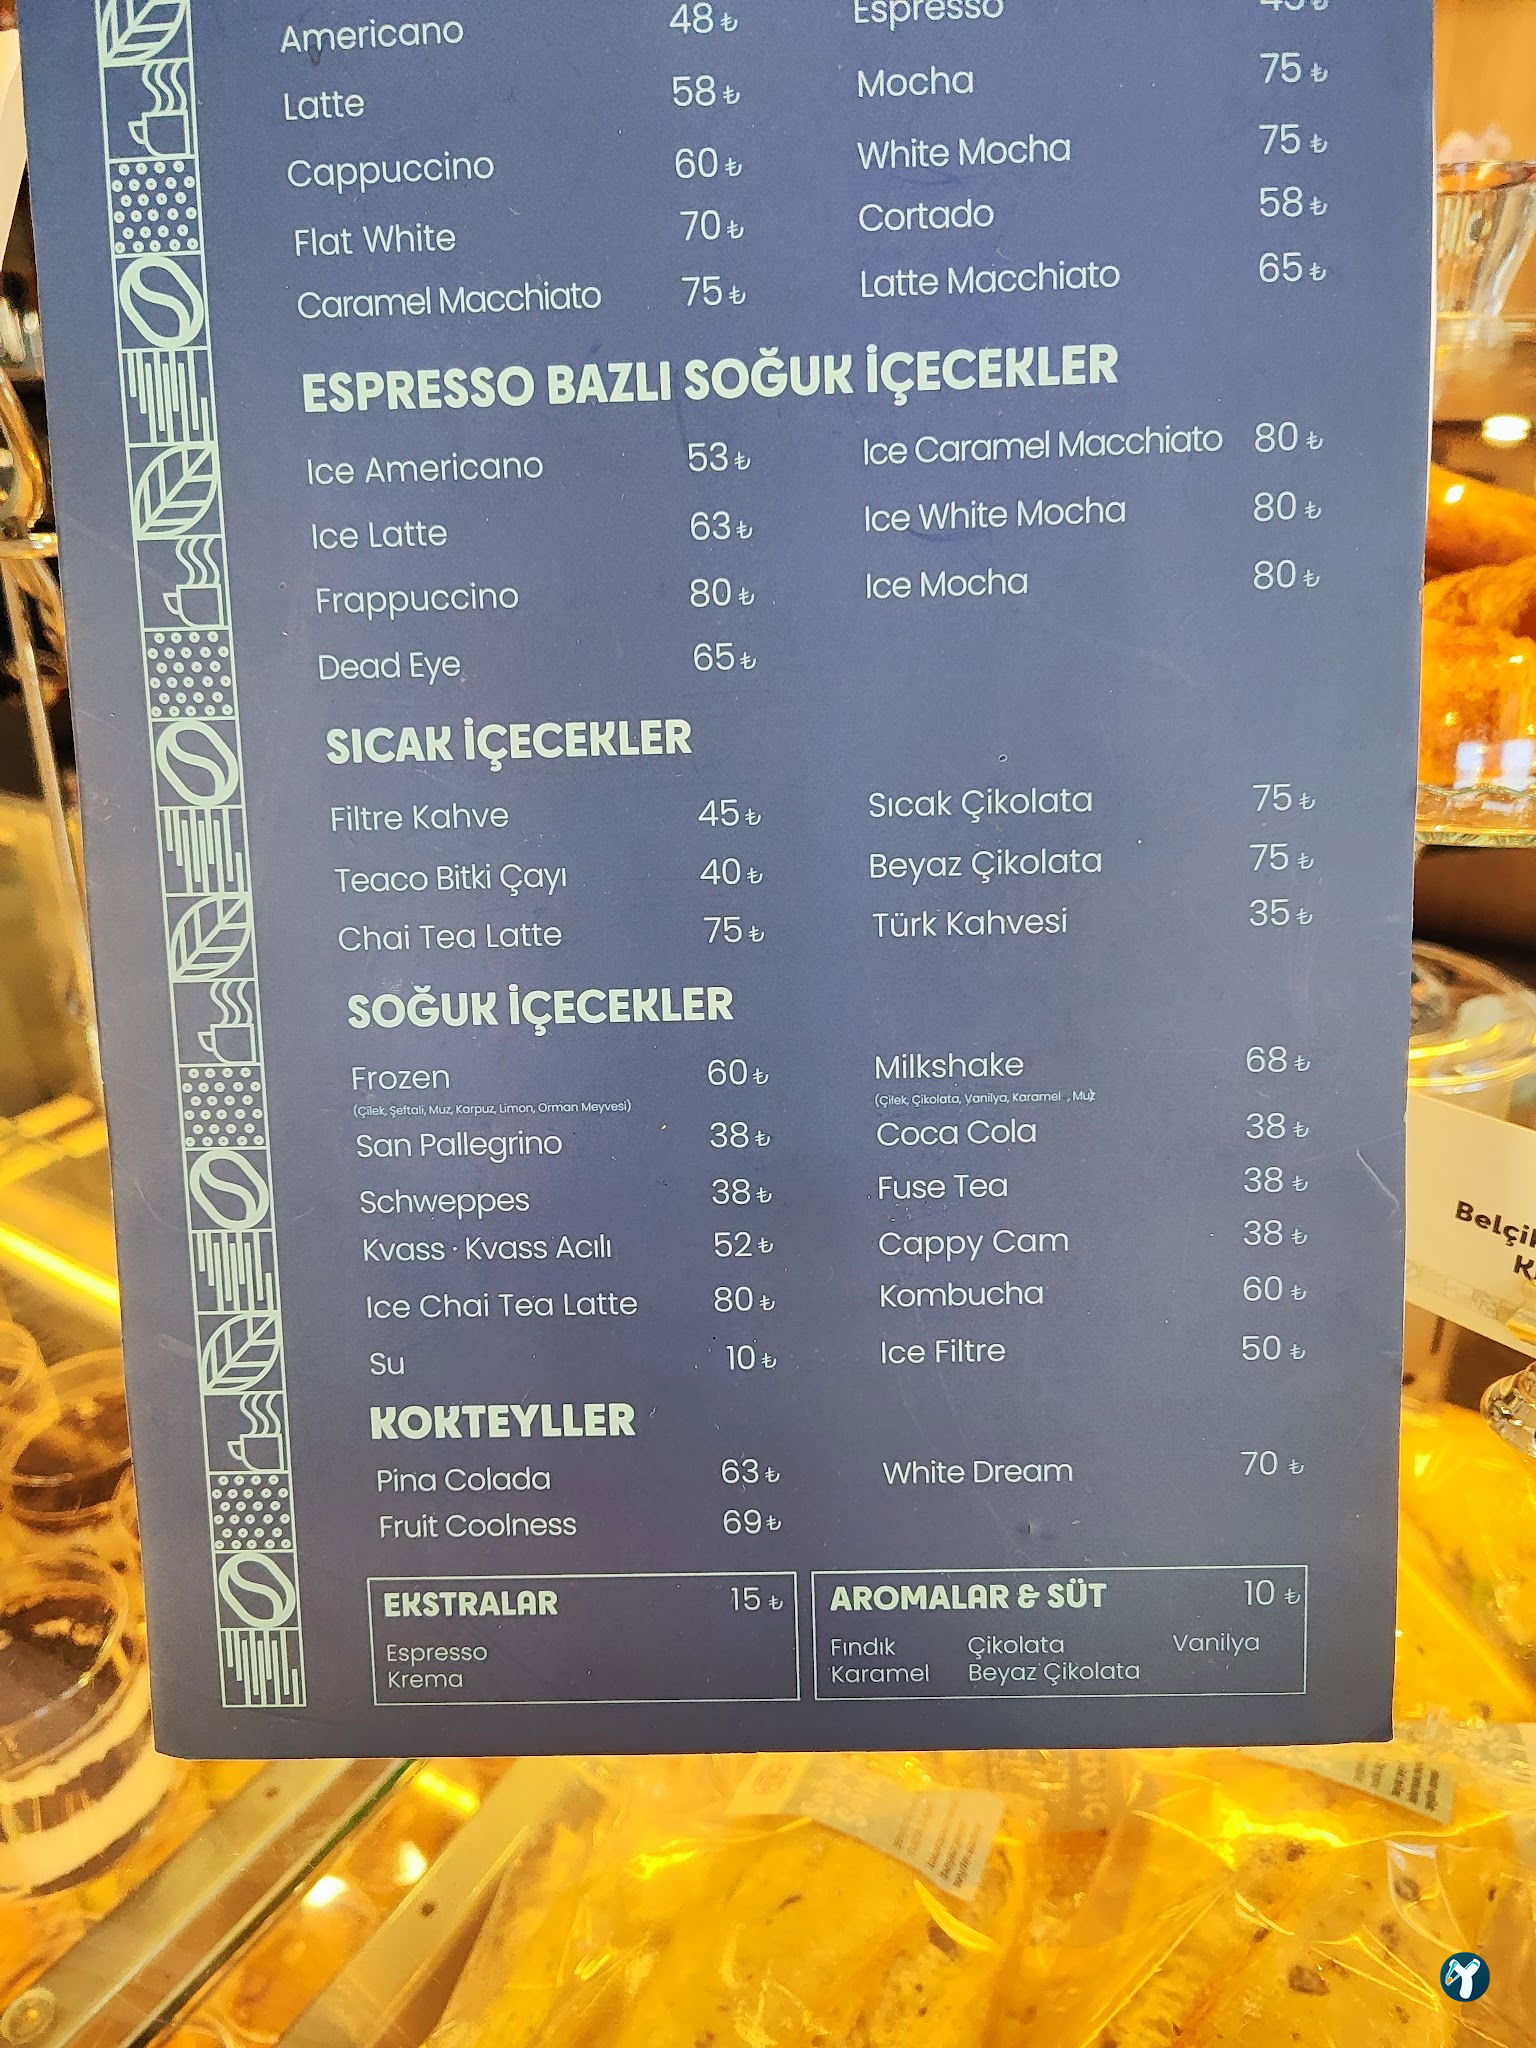 Americano 48₺ Espresso
Latte 58₺ Mocha 75₺
Cappuccino 60₺ White Mocha 75₺
Flat White 70₺ Cortado 58₺
Caramel Macchiato 75₺ Latte Macchiato 65₺
ESPRESSO BAZLI SOĞUK İÇECEKLER
Ice Americano 53₺ Ice Caramel Macchiato 80₺
Ice Latte 63₺ Ice White Mocha 80₺
Frappuccino 80₺ Ice Mocha 80₺
Dead Eye 65₺
SICAK İÇECEKLER
Filtre Kahve 45₺ Sıcak Çikolata 75₺
Teaco Bitki Çayı 40₺ Beyaz Çikolata 75₺
Chai Tea Latte 75₺ Türk Kahvesi 35₺
SOĞUK İÇECEKLER
Frozen 60₺ Milkshake 68₺
(Çilek, Şeftali, Muz, Karpuz, Limon, Orman Meyvesi) (Çilek, Çikolata, Vanilya, Karamel , Muz)
San Pallegrino 38₺ Coca Cola 38₺
Schweppes 38₺ Fuse Tea 38₺
Kvass · Kvass Acılı 52₺ Cappy Cam 38₺
Ice Chai Tea Latte 80₺ Kombucha 60₺
Su 10₺ Ice Filtre 50₺
KOKTEYLLER
Pina Colada 63₺ White Dream 70₺
Fruit Coolness 69₺
EKSTRALAR 15₺ AROMALAR & SÜT 10₺
Espresso Fındık Çikolata Vanilya
Krema Karamel Beyaz Çikolata